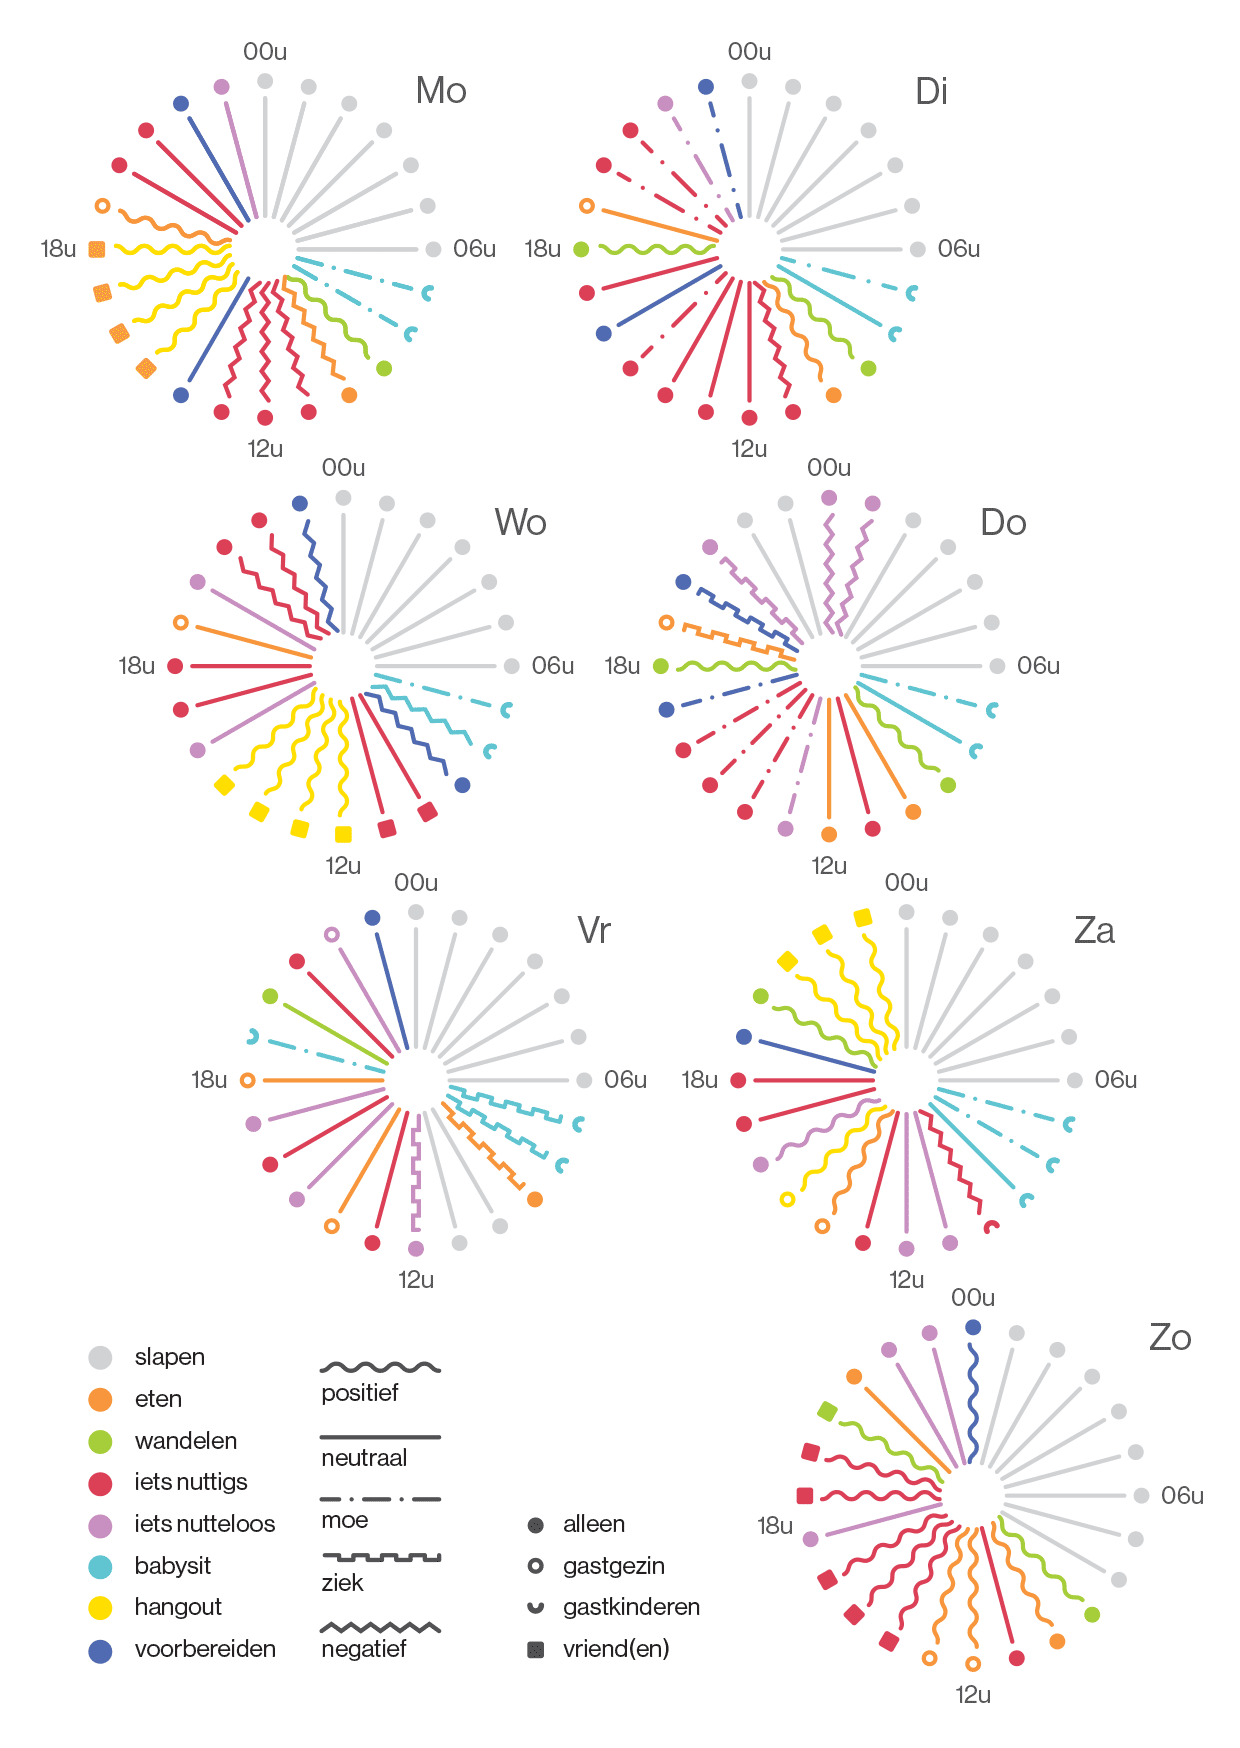 00u
Mo
18u
06u
12u
00u
Di
18u
06u
12u
00u
Wo
18u
06u
12u
00u
Do
18u
06u
12u
00u
Vr
18u
06u
12u
00u
Za
18u
06u
12u
00u
Zo
06u
18u
12u
slapen
eten
wandelen
iets nuttigs
iets nutteloos
babysit
hangout
voorbereiden
positief
neutraal
moe
ziek
negatief
alleen
gastgezin
gastkinderen
vriend(en)